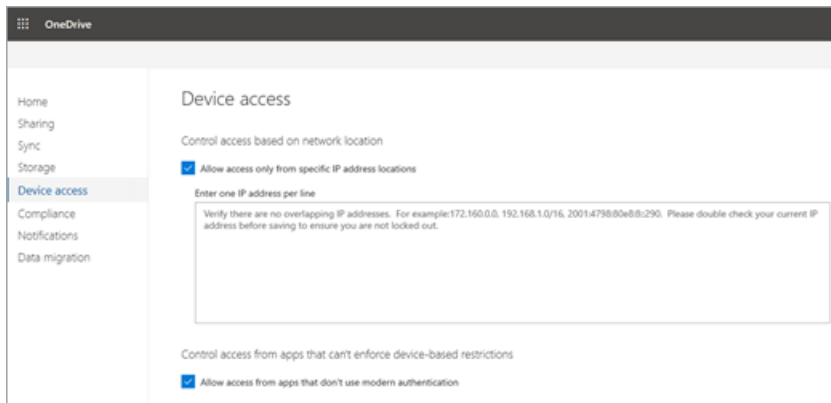 OneDrive
Home
Sharing
Sync
Storage
Device access
Compliance
Notifications
Data migration
Device access
Control access based on network location
Allow access only from specific IP address locations
Enter one IP address per line
Verify there are no overlapping IP addresses. For example:172.160.0.0, 192.168.1.0/16, 2001:4798:80e8:8::290. Please double check your current IP
address before saving to ensure you are not locked out.
Control access from apps that can't enforce device-based restrictions
Allow access from apps that don't use modern authentication